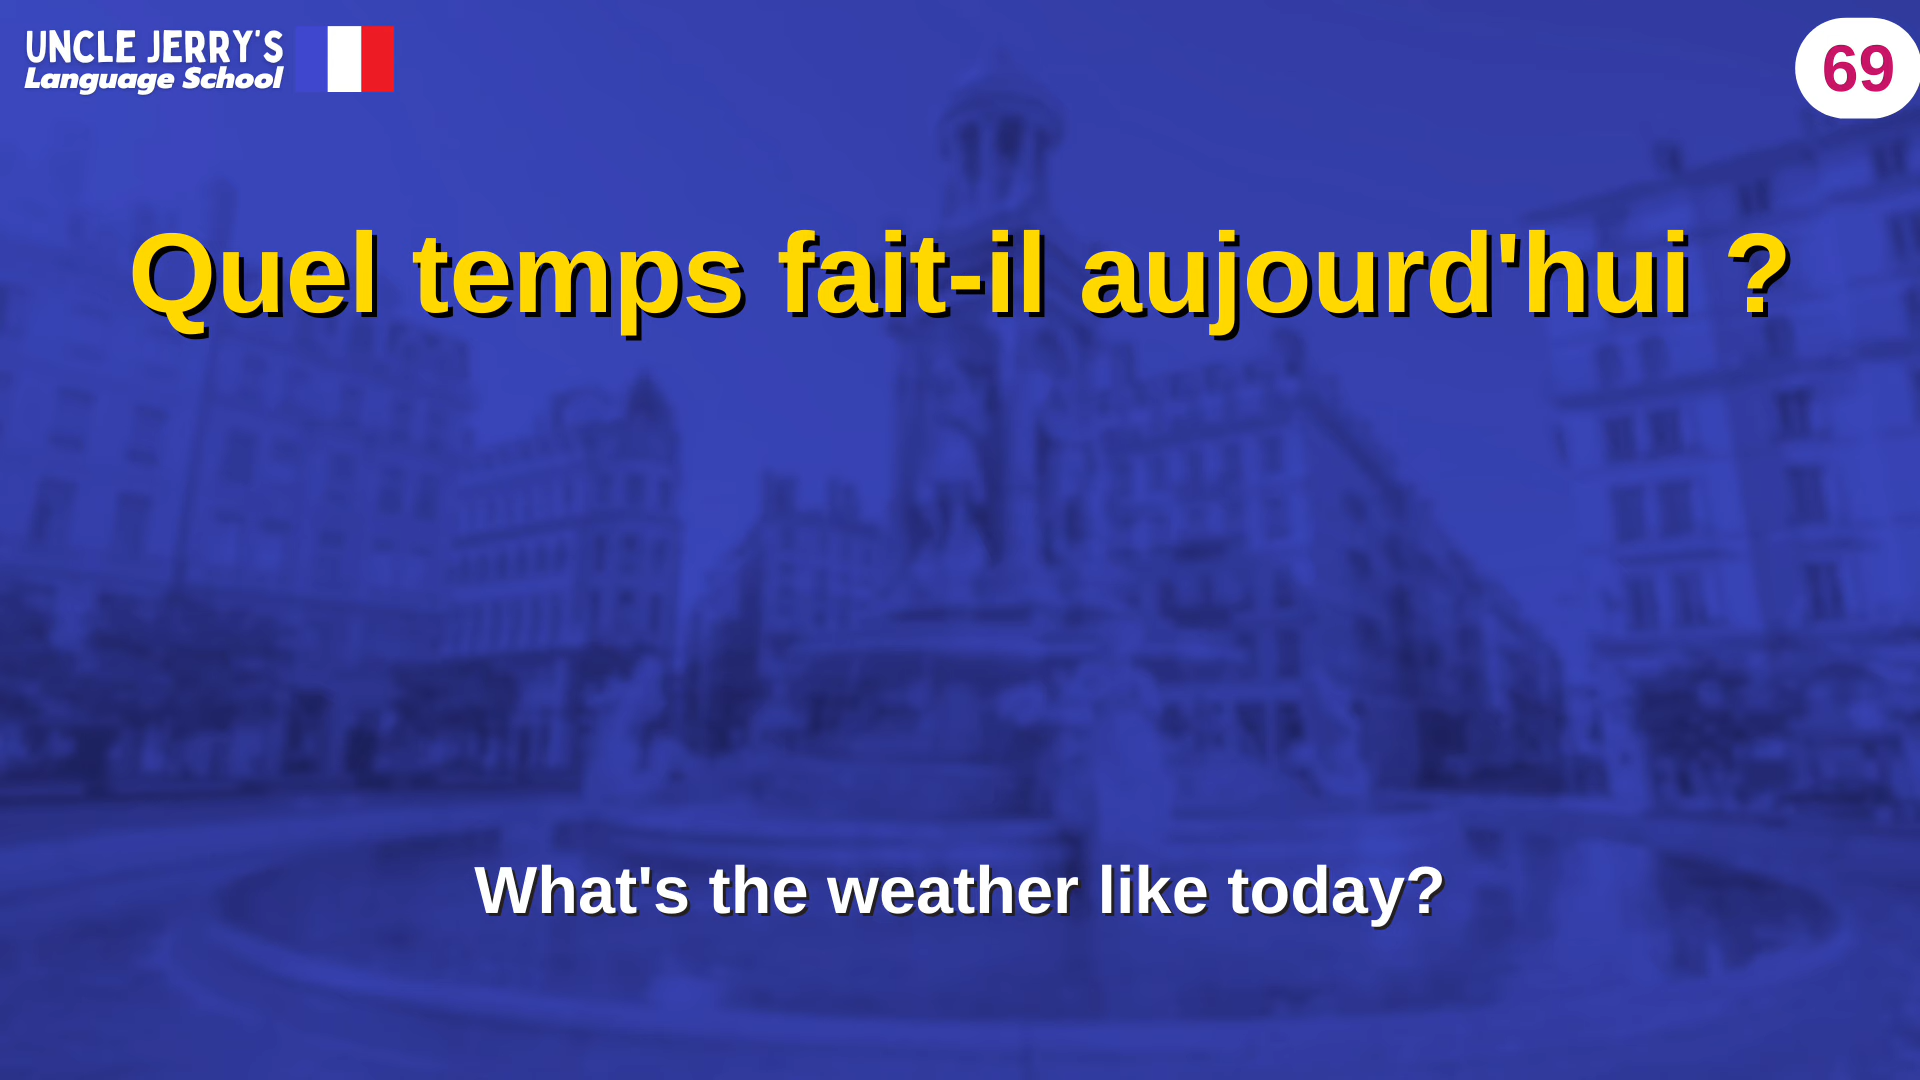 UNCLE JERRY'S
Language School
69
Quel temps fait-il aujourd'hui ?
What's the weather like today?